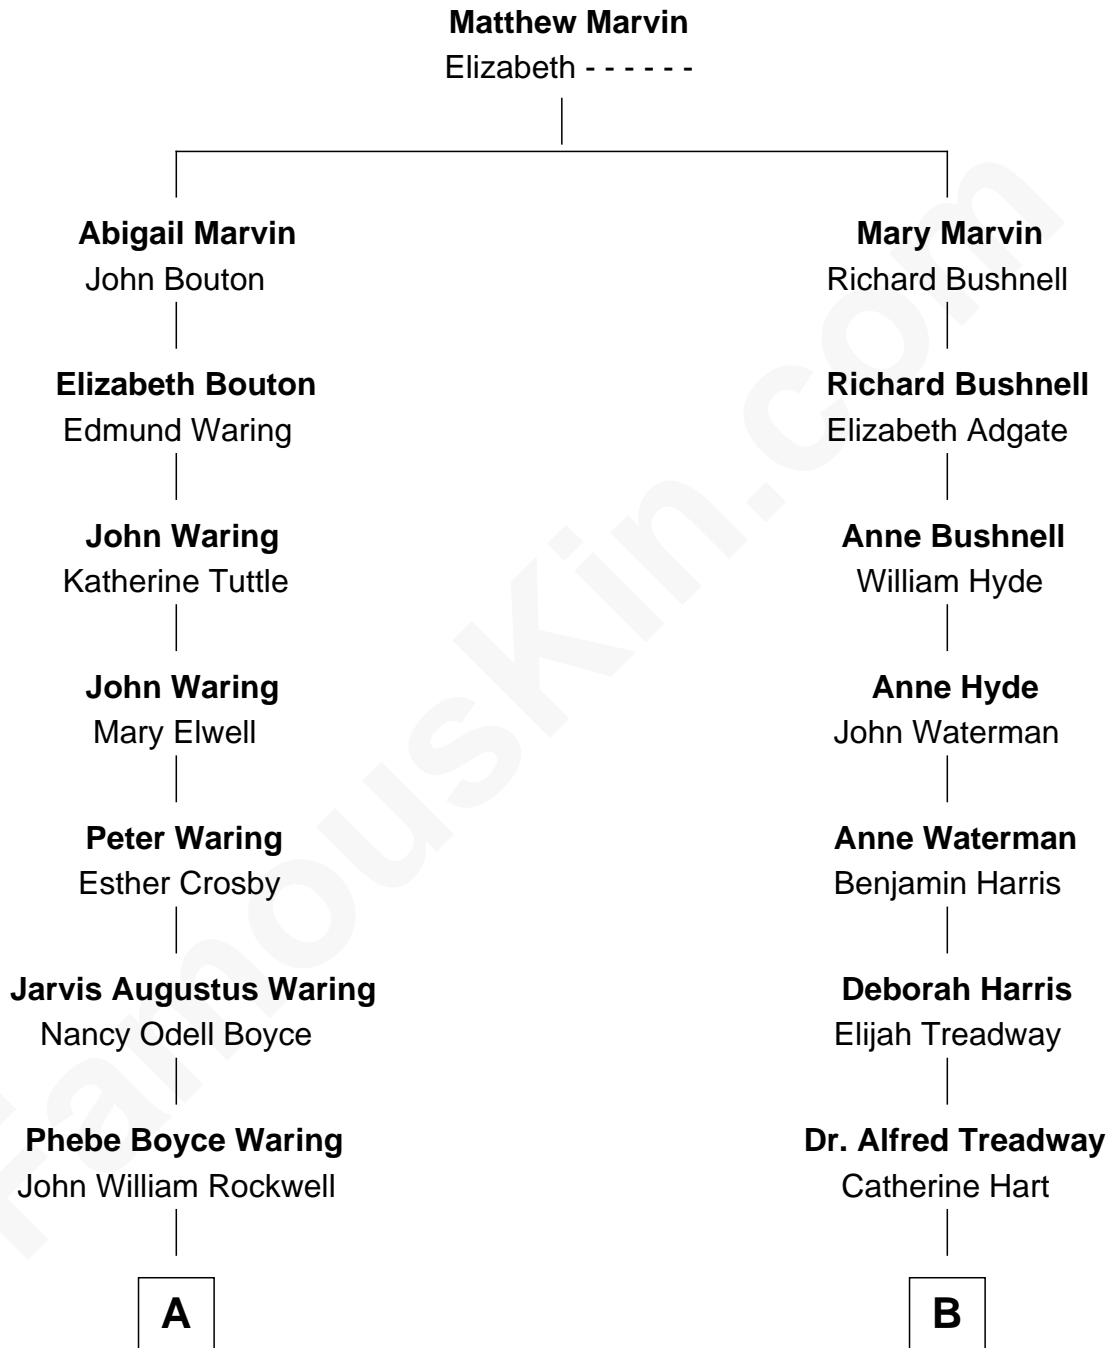 Matthew Marvin
Elizabeth - - - - - -
Abigail Marvin
John Bouton
Mary Marvin
Richard Bushnell
Elizabeth Bouton
Edmund Waring
Richard Bushnell
Elizabeth Adgate
John Waring
Katherine Tuttle
Anne Bushnell
William Hyde
John Waring
Mary Elwell
Anne Hyde
John Waterman
Peter Waring
Esther Crosby
Anne Waterman
Benjamin Harris
Jarvis Augustus Waring
Nancy Odell Boyce
Deborah Harris
Elijah Treadway
Phebe Boyce Waring
John William Rockwell
Dr. Alfred Treadway
Catherine Hart
A
B
FamousKin.com